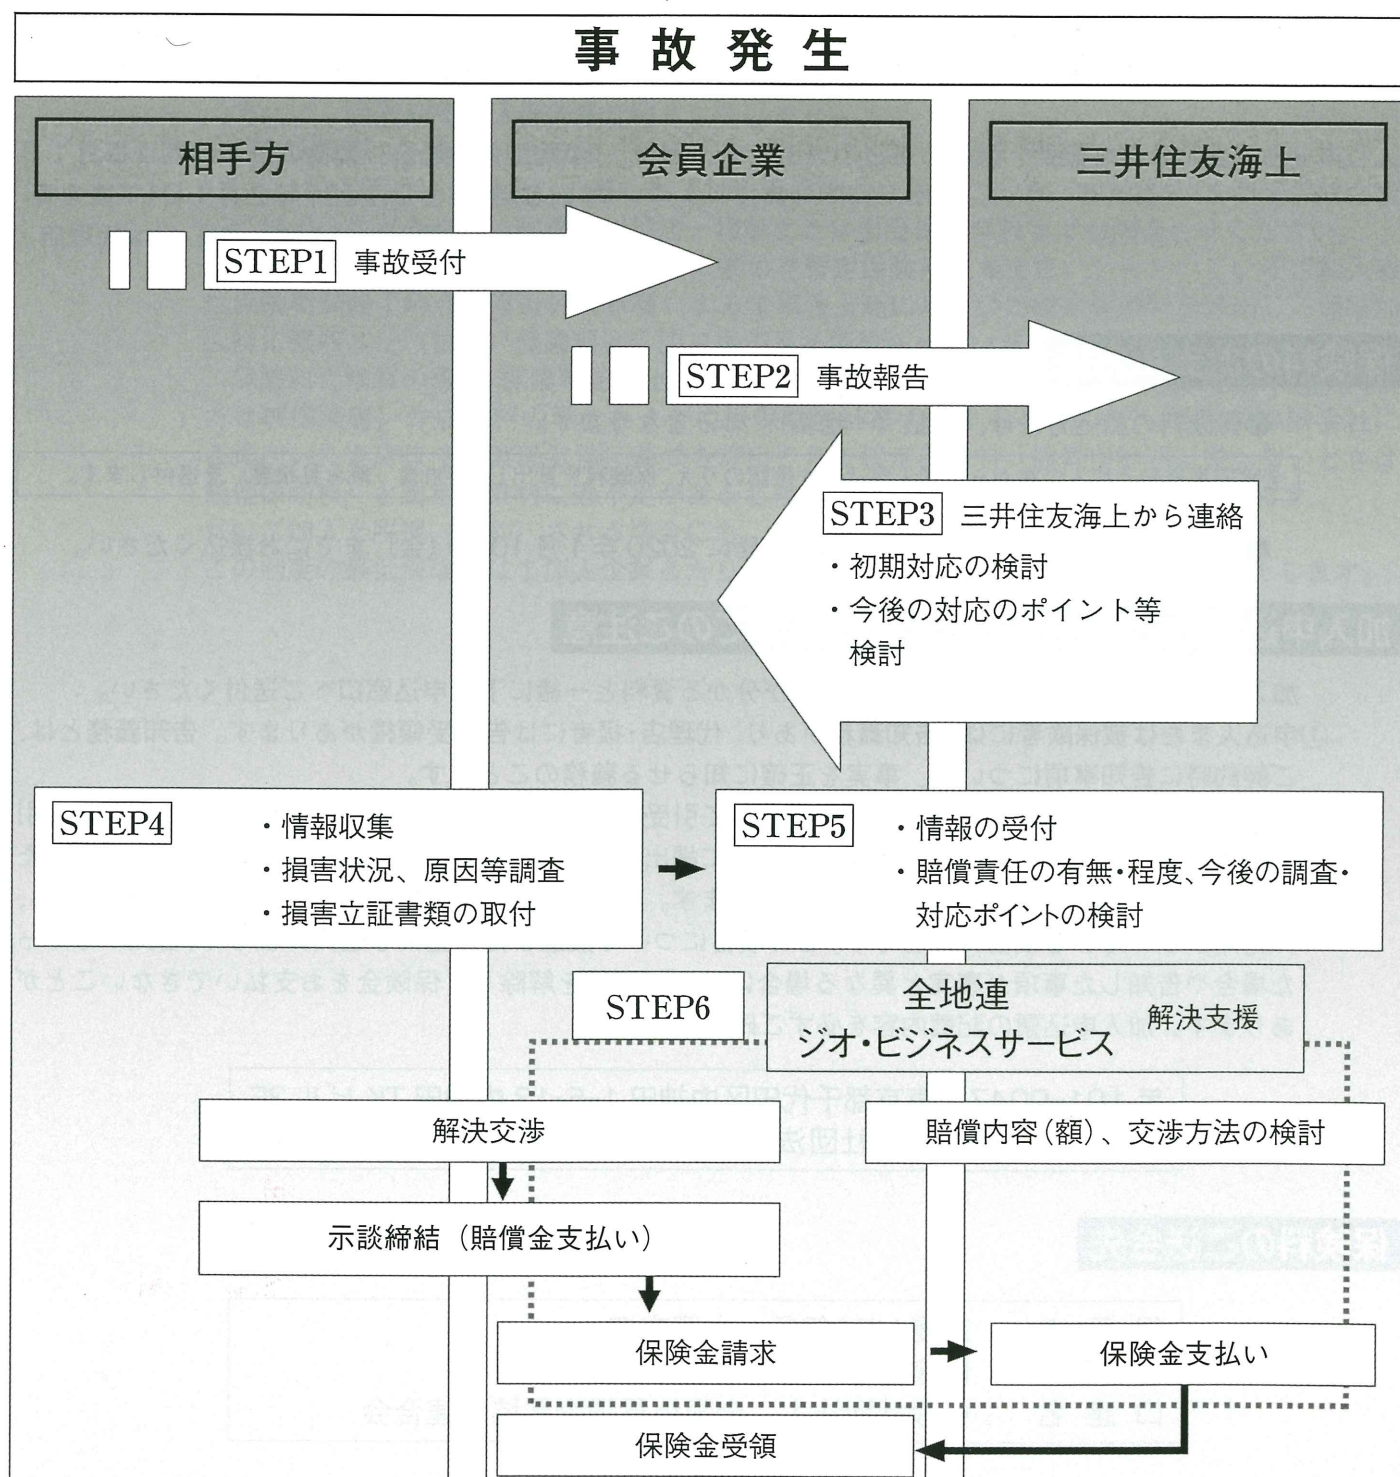 事故発生
相手方
会員企業
三井住友海上
STEP1 事故受付
STEP2 事故報告
STEP3 三井住友海上から連絡
・初期対応の検討
・今後の対応のポイント等
検討
STEP4
・情報収集
・損害状況、原因等調査
・損害立証書類の取付
STEP5
・情報の受付
・賠償責任の有無・程度、今後の調査・
対応ポイントの検討
STEP6
全地連
ジオ・ビジネスサービス
解決支援
解決交渉
賠償内容(額)、交渉方法の検討
示談締結(賠償金支払い)
保険金請求
保険金支払い
保険金受領